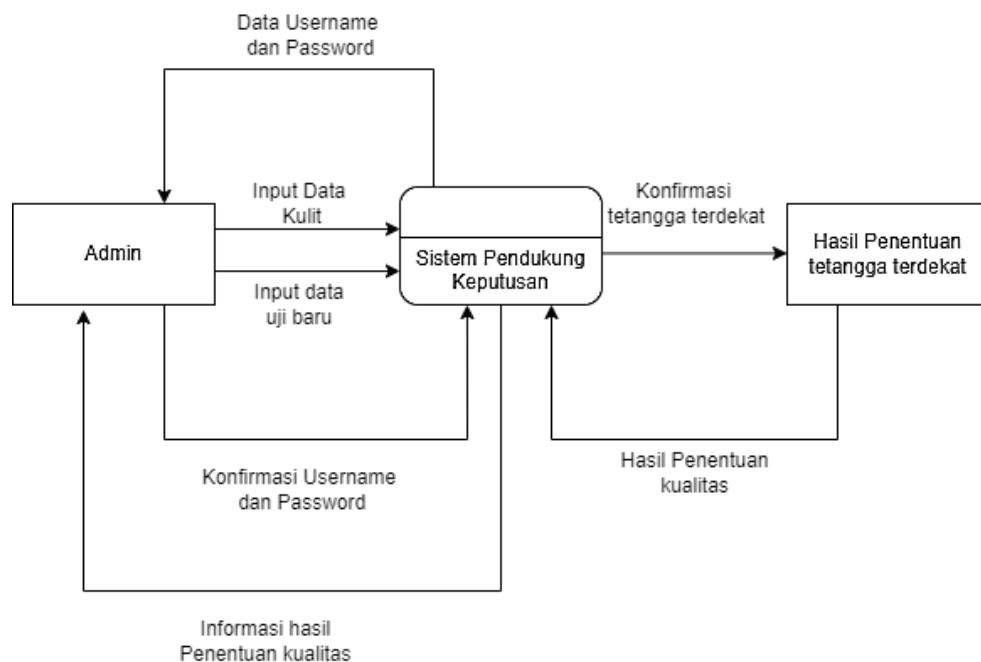 Data Username
dan Password
Input Data
Kulit
Konfirmasi
tetangga terdekat
Admin
Sistem Pendukung
Keputusan
Hasil Penentuan
tetangga terdekat
Input data
uji baru
Konfirmasi Username
dan Password
Hasil Penentuan
kualitas
Informasi hasil
Penentuan kualitas